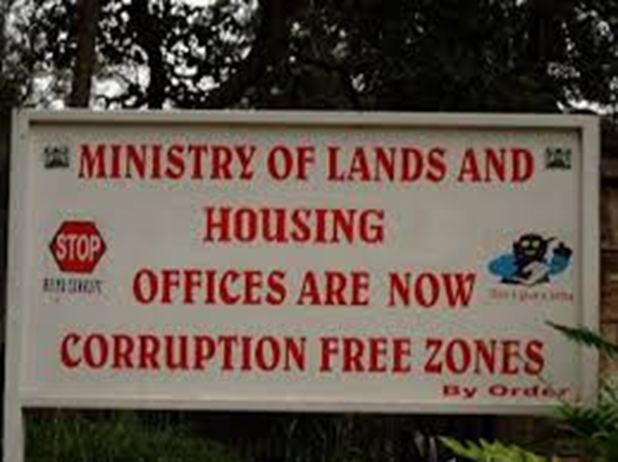 MINISTRY OF LANDS AND
HOUSING
STOP
OFFICES ARE NOW
CORRUPTION FREE ZONES
By Order